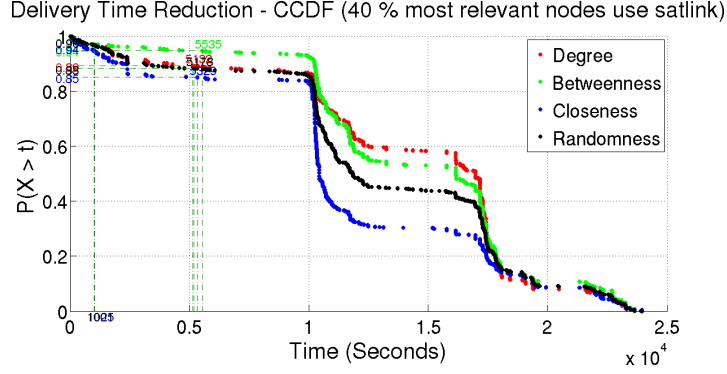 Delivery Time Reduction - CCDF (40 % most relevant nodes use satlink)
P(X > t)
1
0.8
0.6
0.4
0.2
0
0.94
0.85
5535
Degree
Betweenness
Closeness
Randomness
0
0.5
1
1.5
2
2.5
x 10^4
Time (Seconds)